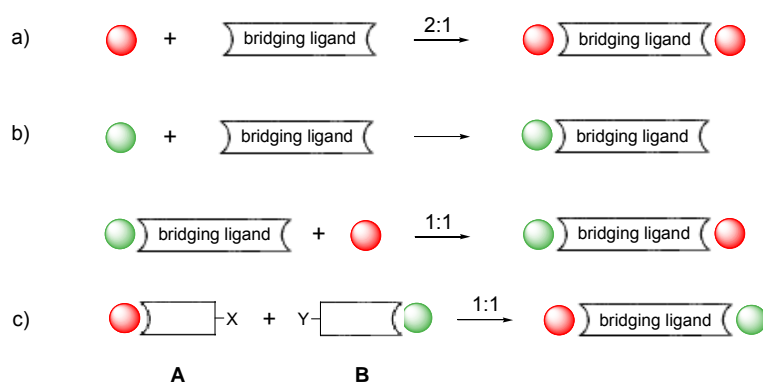 a) + bridging ligand 2:1 bridging ligand
b) + bridging ligand bridging ligand
bridging ligand + 1:1 bridging ligand
c) X + Y 1:1 bridging ligand
A B